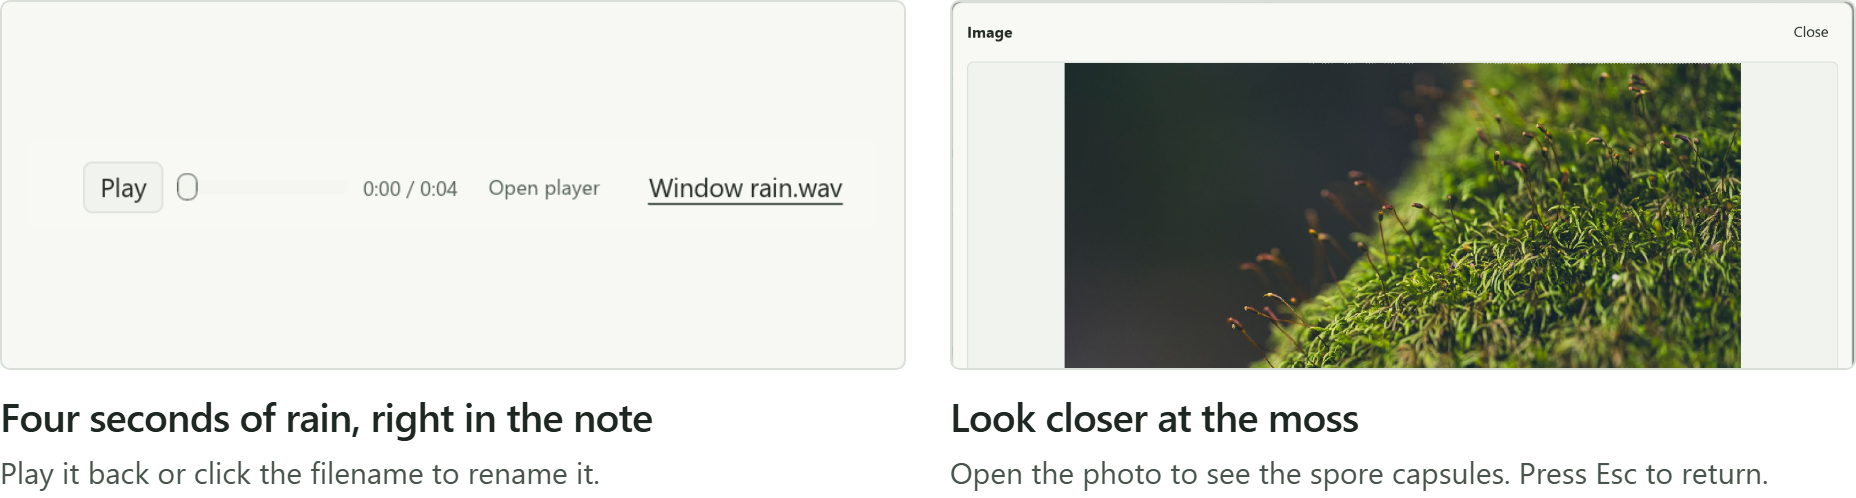 Play
0:00 / 0:04
Open player
Window rain.wav
Four seconds of rain, right in the note
Play it back or click the filename to rename it.
Image
Close
Look closer at the moss
Open the photo to see the spore capsules. Press Esc to return.